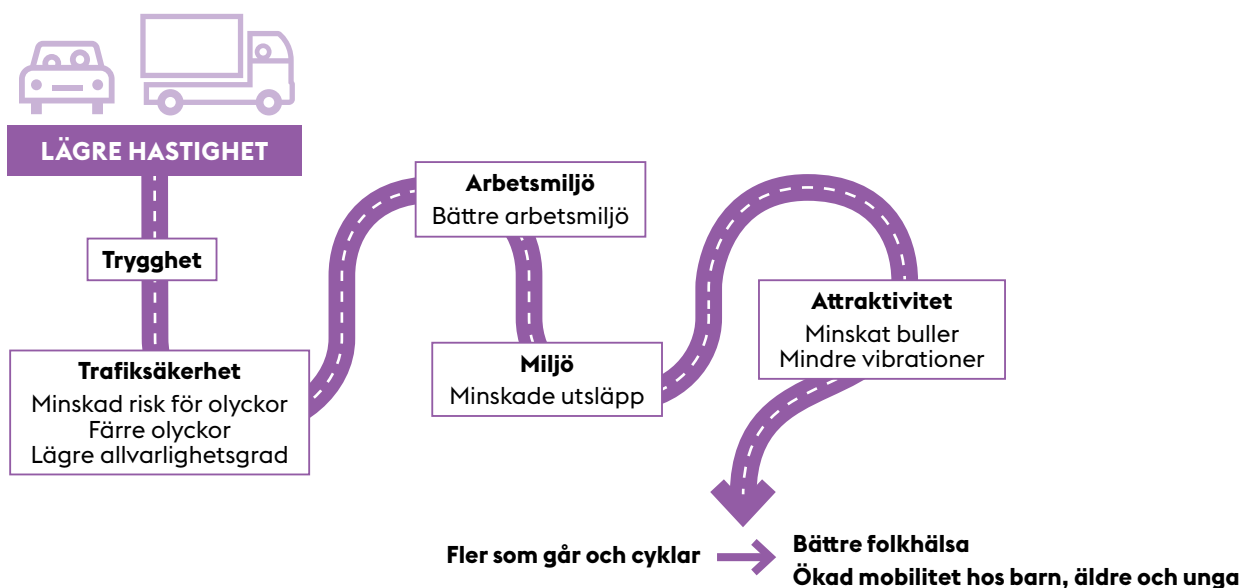 LÄGRE HASTIGHET
Trygghet
Trafiksäkerhet
Minskad risk för olyckor
Färre olyckor
Lägre allvarlighetsgrad
Arbetsmiljö
Bättre arbetsmiljö
Miljö
Minskade utsläpp
Attraktivitet
Minskat buller
Mindre vibrationer
Fler som går och cyklar
Bättre folkhälsa
Ökad mobilitet hos barn, äldre och unga